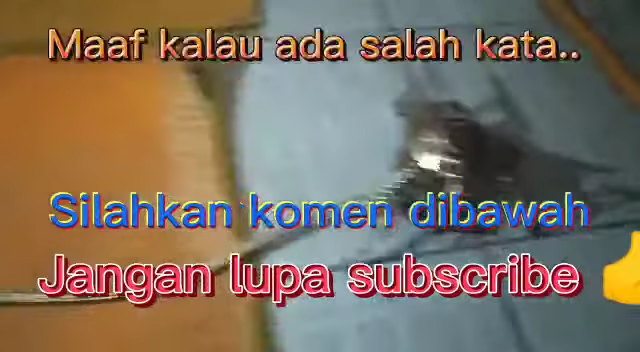 Maaf kalau ada salah kata..
Silahkan komen dibawah
Jangan lupa subscribe